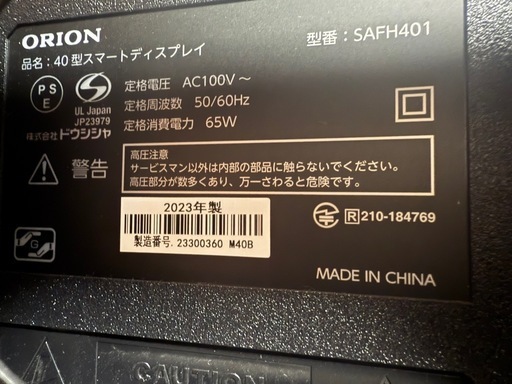 ORION
型番：SAFH401
品名：40型スマートディスプレイ
PS
E
UL Japan
JP23979
株式会社ドウシシャ
定格電圧 AC100V～
定格周波数 50/60Hz
定格消費電力 65W
警告
高圧注意
サービスマン以外は内部の部品に触らないでください。
高圧部分が数多くあり、万一さわると危険です。
2023年製
製造番号. 23300360 M40B
R 210-184769
G
MADE IN CHINA
CAUTION